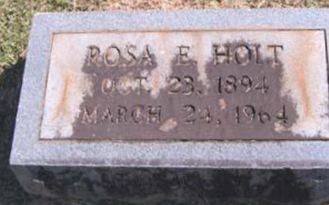 ROSA E. HOLT
OCT. 23, 1894
MARCH 24, 1964